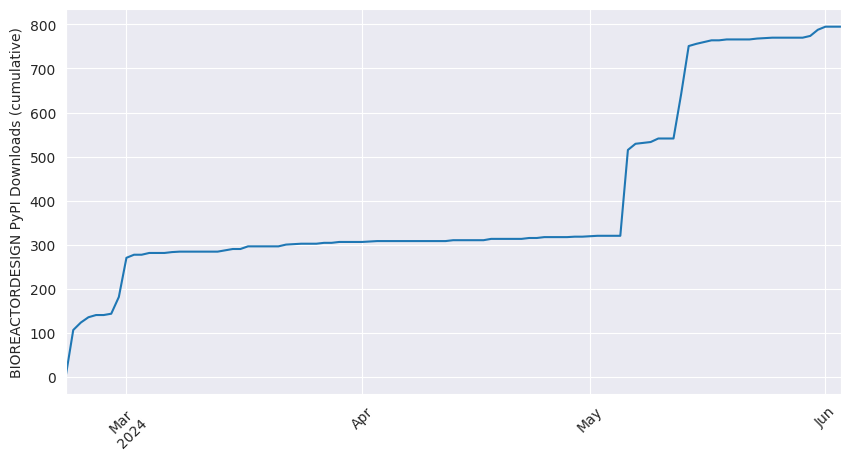 BIOREACTORDESIGN PyPI Downloads (cumulative)
800
700
600
500
400
300
200
100
0
Mar
2024
Apr
May
Jun